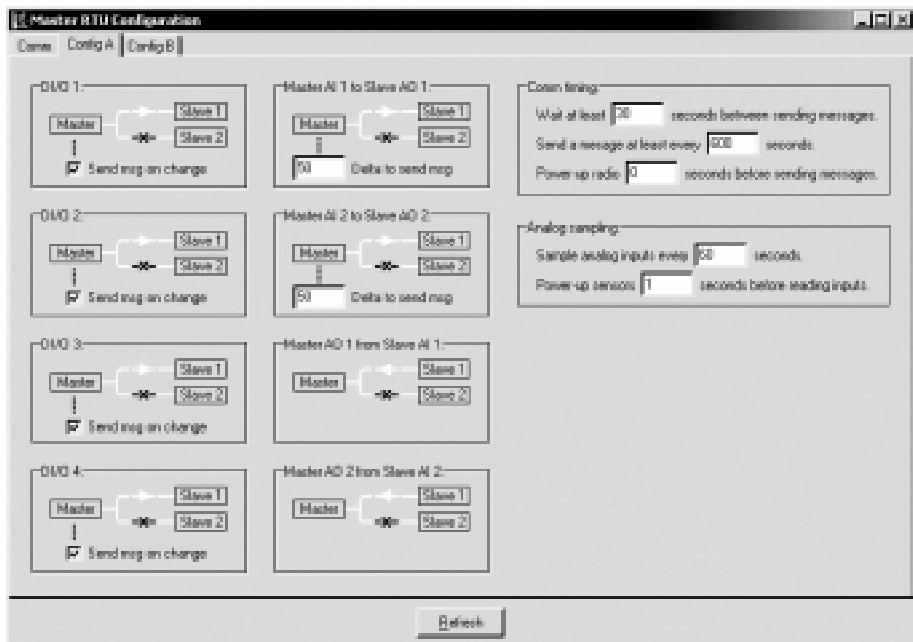 Master RTU Configuration
Comm Config A Config B
DI/O 1:
Master
Slave 1
Slave 2
Send msg on change
Master AI 1 to Slave AO 1:
Master
Slave 1
Slave 2
50 Delta to send msg
Comm timing:
Wait at least 30 seconds between sending messages.
Send a message at least every 600 seconds.
Power-up radio 0 seconds before sending messages.
DI/O 2:
Master
Slave 1
Slave 2
Send msg on change
Master AI 2 to Slave AO 2:
Master
Slave 1
Slave 2
50 Delta to send msg
Analog sampling:
Sample analog inputs every 60 seconds.
Power-up sensors 1 seconds before reading inputs.
DI/O 3:
Master
Slave 1
Slave 2
Send msg on change
Master AO 1 from Slave AI 1:
Master
Slave 1
Slave 2
DI/O 4:
Master
Slave 1
Slave 2
Send msg on change
Master AO 2 from Slave AI 2:
Master
Slave 1
Slave 2
Refresh